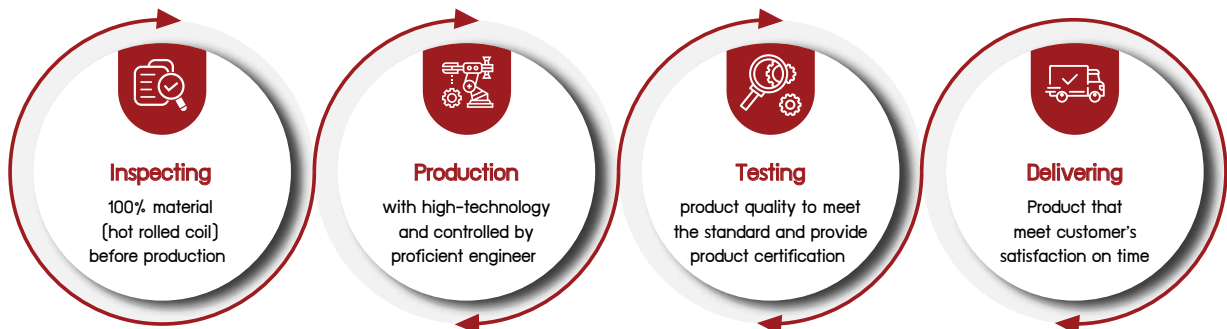 Inspecting
100% material
(hot rolled coil)
before production
Production
with high-technology
and controlled by
proficient engineer
Testing
product quality to meet
the standard and provide
product certification
Delivering
Product that
meet customer's
satisfaction on time